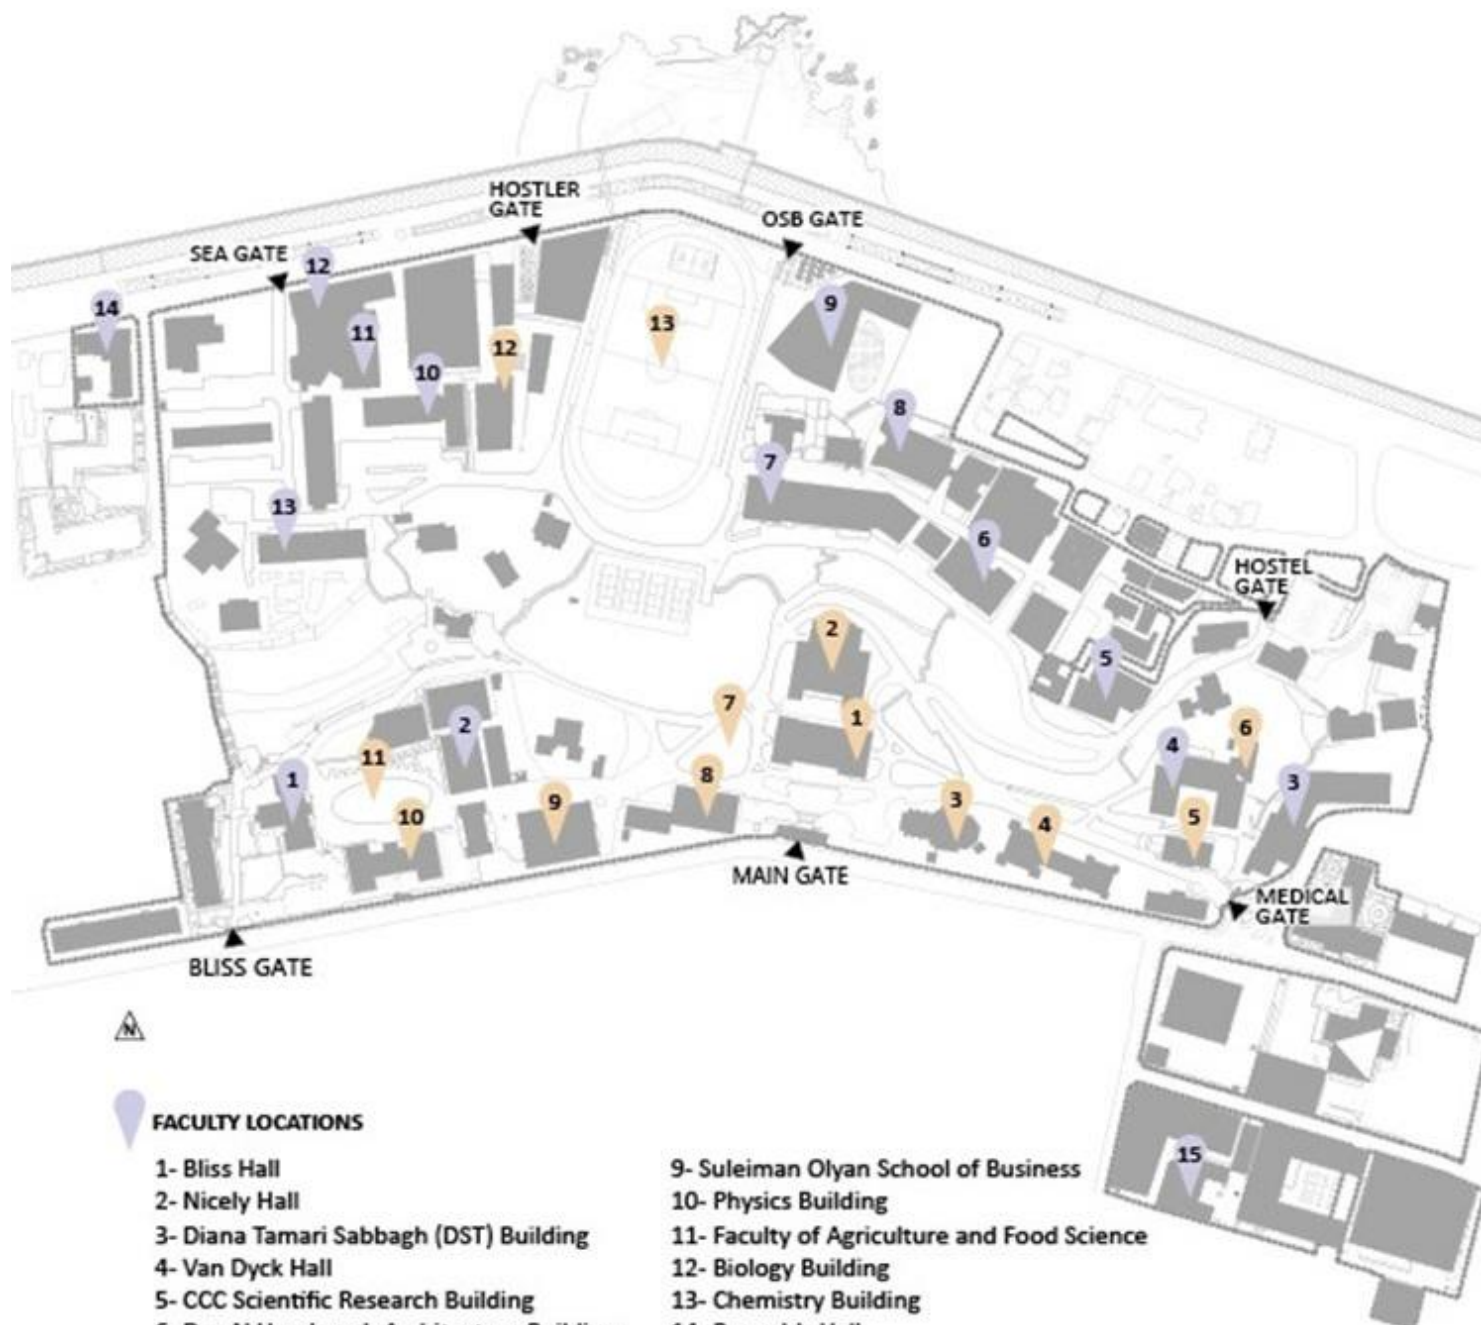 HOSTLER
GATE
OSB GATE
SEA GATE
12
14
9
13
11
12
10
8
7
13
6
HOSTEL
GATE
2
5
7
1
6
2
4
11
1
3
8
9
3
10
5
4
MAIN GATE
MEDICAL
GATE
BLISS GATE
N
FACULTY LOCATIONS
15
1- Bliss Hall
2- Nicely Hall
3- Diana Tamari Sabbagh (DST) Building
4- Van Dyck Hall
5- CCC Scientific Research Building
9- Suleiman Olyan School of Business
10- Physics Building
11- Faculty of Agriculture and Food Science
12- Biology Building
13- Chemistry Building